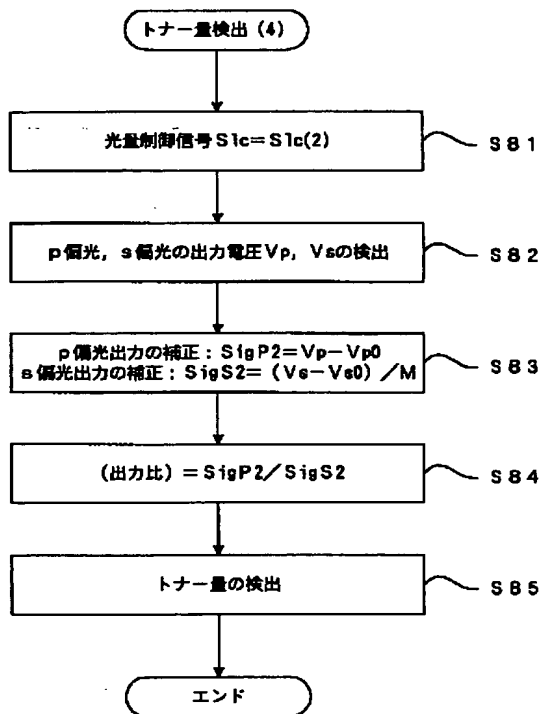 トナー量検出(4)
光量制御信号Slc=Slc(2)
S81
p偏光,s偏光の出力電圧Vp,Vsの検出
S82
p偏光出力の補正:SigP2=Vp-Vp0
s偏光出力の補正:SigS2=(Vs-Vs0)/M
S83
(出力比)=SigP2/SigS2
S84
トナー量の検出
S85
エンド